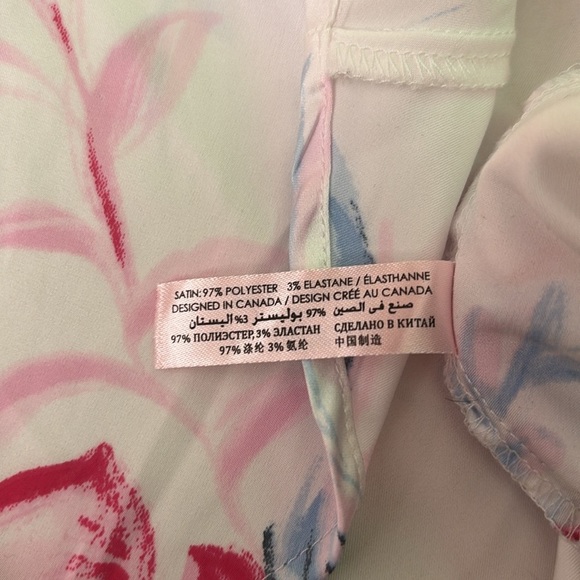 SATIN: 97% POLYESTER 3% ELASTANE / ÉLASTHANNE
DESIGNED IN CANADA / DESIGN CRÉÉ AU CANADA
97% بوليستر 3% اليستان صنع في الصين
97% ПОЛИЭСТЕР, 3% ЭЛАСТАН СДЕЛАНО В КИТАЙ
97% 涤纶 3% 氨纶 中国制造